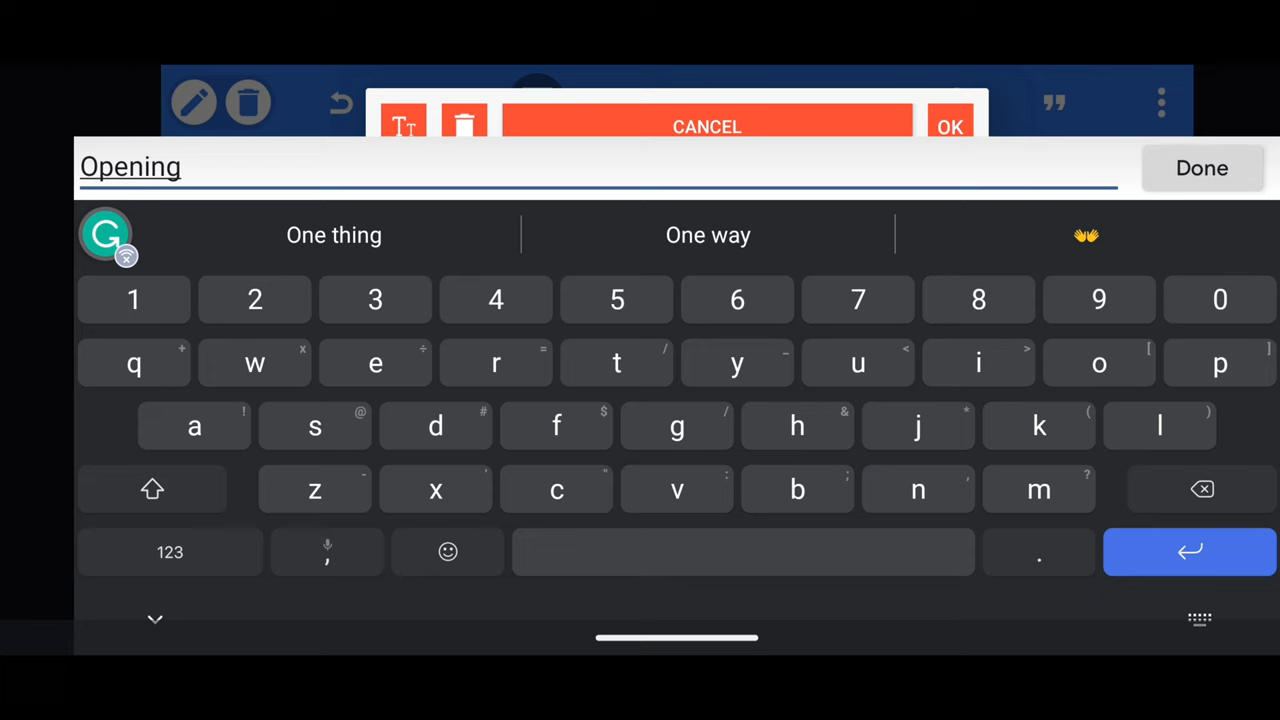 Tт CANCEL OK
Opening Done
One thing One way 👐
1 2 3 4 5 6 7 8 9 0
q + w x e ÷ r = t / y _ u < i > o [ p ]
a ! s @ d # f $ g / h & j * k ( l )
z - x ' c " v : b ; n , m ?
123 , .